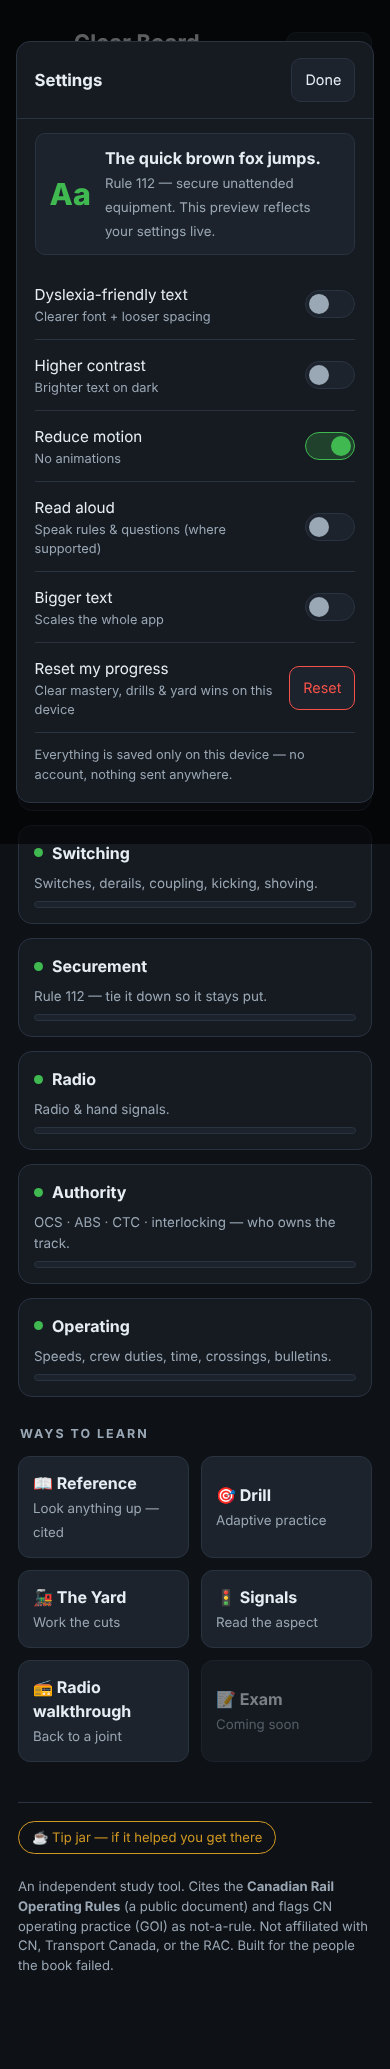 Clear Board
Settings
Done
Aa
The quick brown fox jumps.
Rule 112 — secure unattended
equipment. This preview reflects
your settings live.
Dyslexia-friendly text
Clearer font + looser spacing
Higher contrast
Brighter text on dark
Reduce motion
No animations
Read aloud
Speak rules & questions (where
supported)
Bigger text
Scales the whole app
Reset my progress
Clear mastery, drills & yard wins on this
device
Reset
Everything is saved only on this device — no
account, nothing sent anywhere.
Switching
Switches, derails, coupling, kicking, shoving.
Securement
Rule 112 — tie it down so it stays put.
Radio
Radio & hand signals.
Authority
OCS · ABS · CTC · interlocking — who owns the
track.
Operating
Speeds, crew duties, time, crossings, bulletins.
WAYS TO LEARN
📖 Reference
Look anything up —
cited
🎯 Drill
Adaptive practice
🚂 The Yard
Work the cuts
🚦 Signals
Read the aspect
📻 Radio
walkthrough
Back to a joint
📝 Exam
Coming soon
☕ Tip jar — if it helped you get there
An independent study tool. Cites the Canadian Rail
Operating Rules (a public document) and flags CN
operating practice (GOI) as not-a-rule. Not affiliated with
CN, Transport Canada, or the RAC. Built for the people
the book failed.